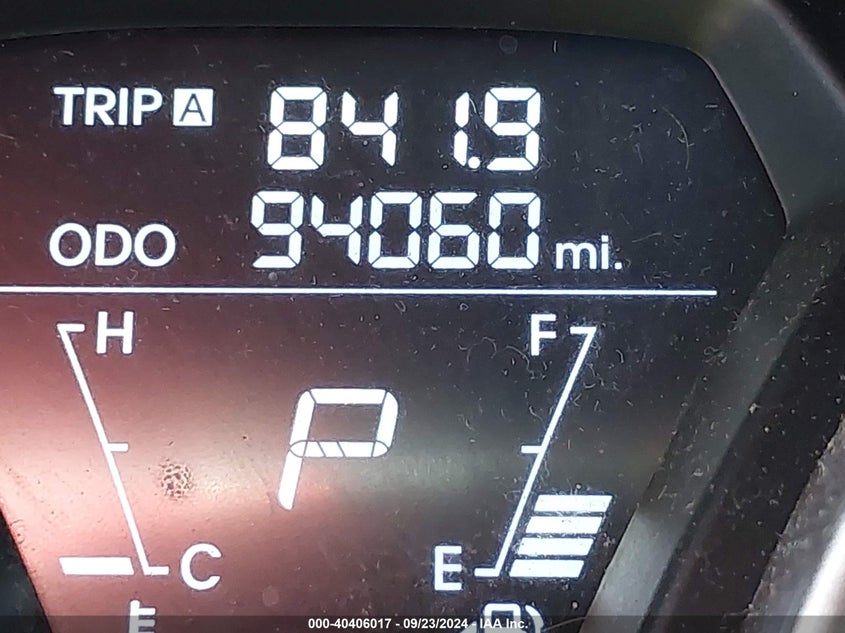 TRIP A 841.9
ODO 94060 mi.
H F
P
C E
000-40406017 - 09/23/2024 - IAA Inc.